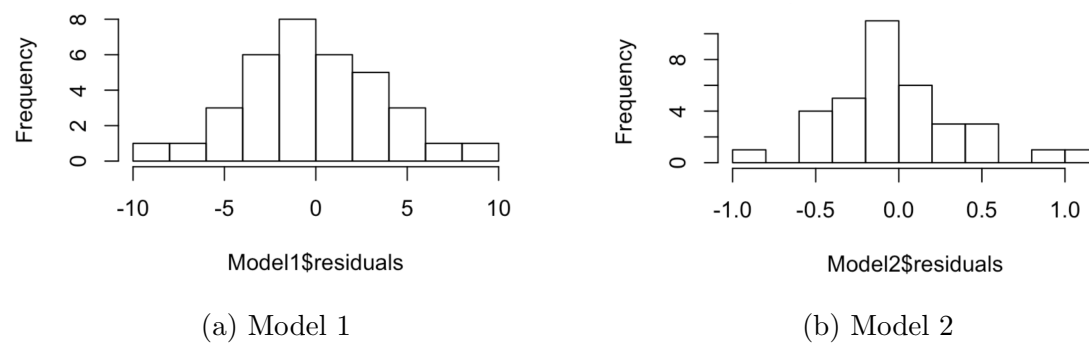 Frequency
8
6
4
2
0
-10 -5 0 5 10
Model1$residuals
(a) Model 1
Frequency
8
4
0
-1.0 -0.5 0.0 0.5 1.0
Model2$residuals
(b) Model 2